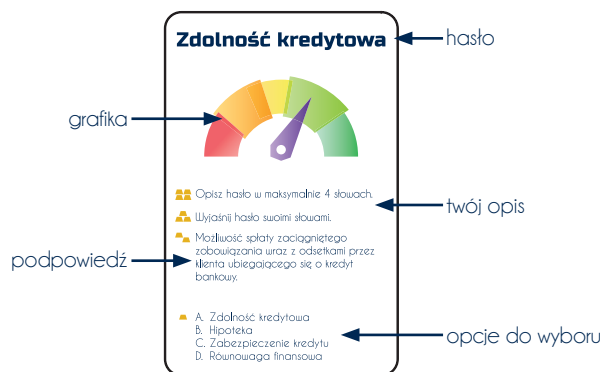 Zdolność kredytowa
hasło
grafika
Opisz hasło w maksymalnie 4 słowach.
twój opis
Wyjaśnij hasło swoimi słowami.
Możliwość spłaty zaciągniętego
zobowiązania wraz z odsetkami przez
klienta ubiegającego się o kredyt
bankowy.
podpowiedź
A. Zdolność kredytowa
B. Hipoteka
C. Zabezpieczenie kredytu
D. Równowaga finansowa
opcje do wyboru